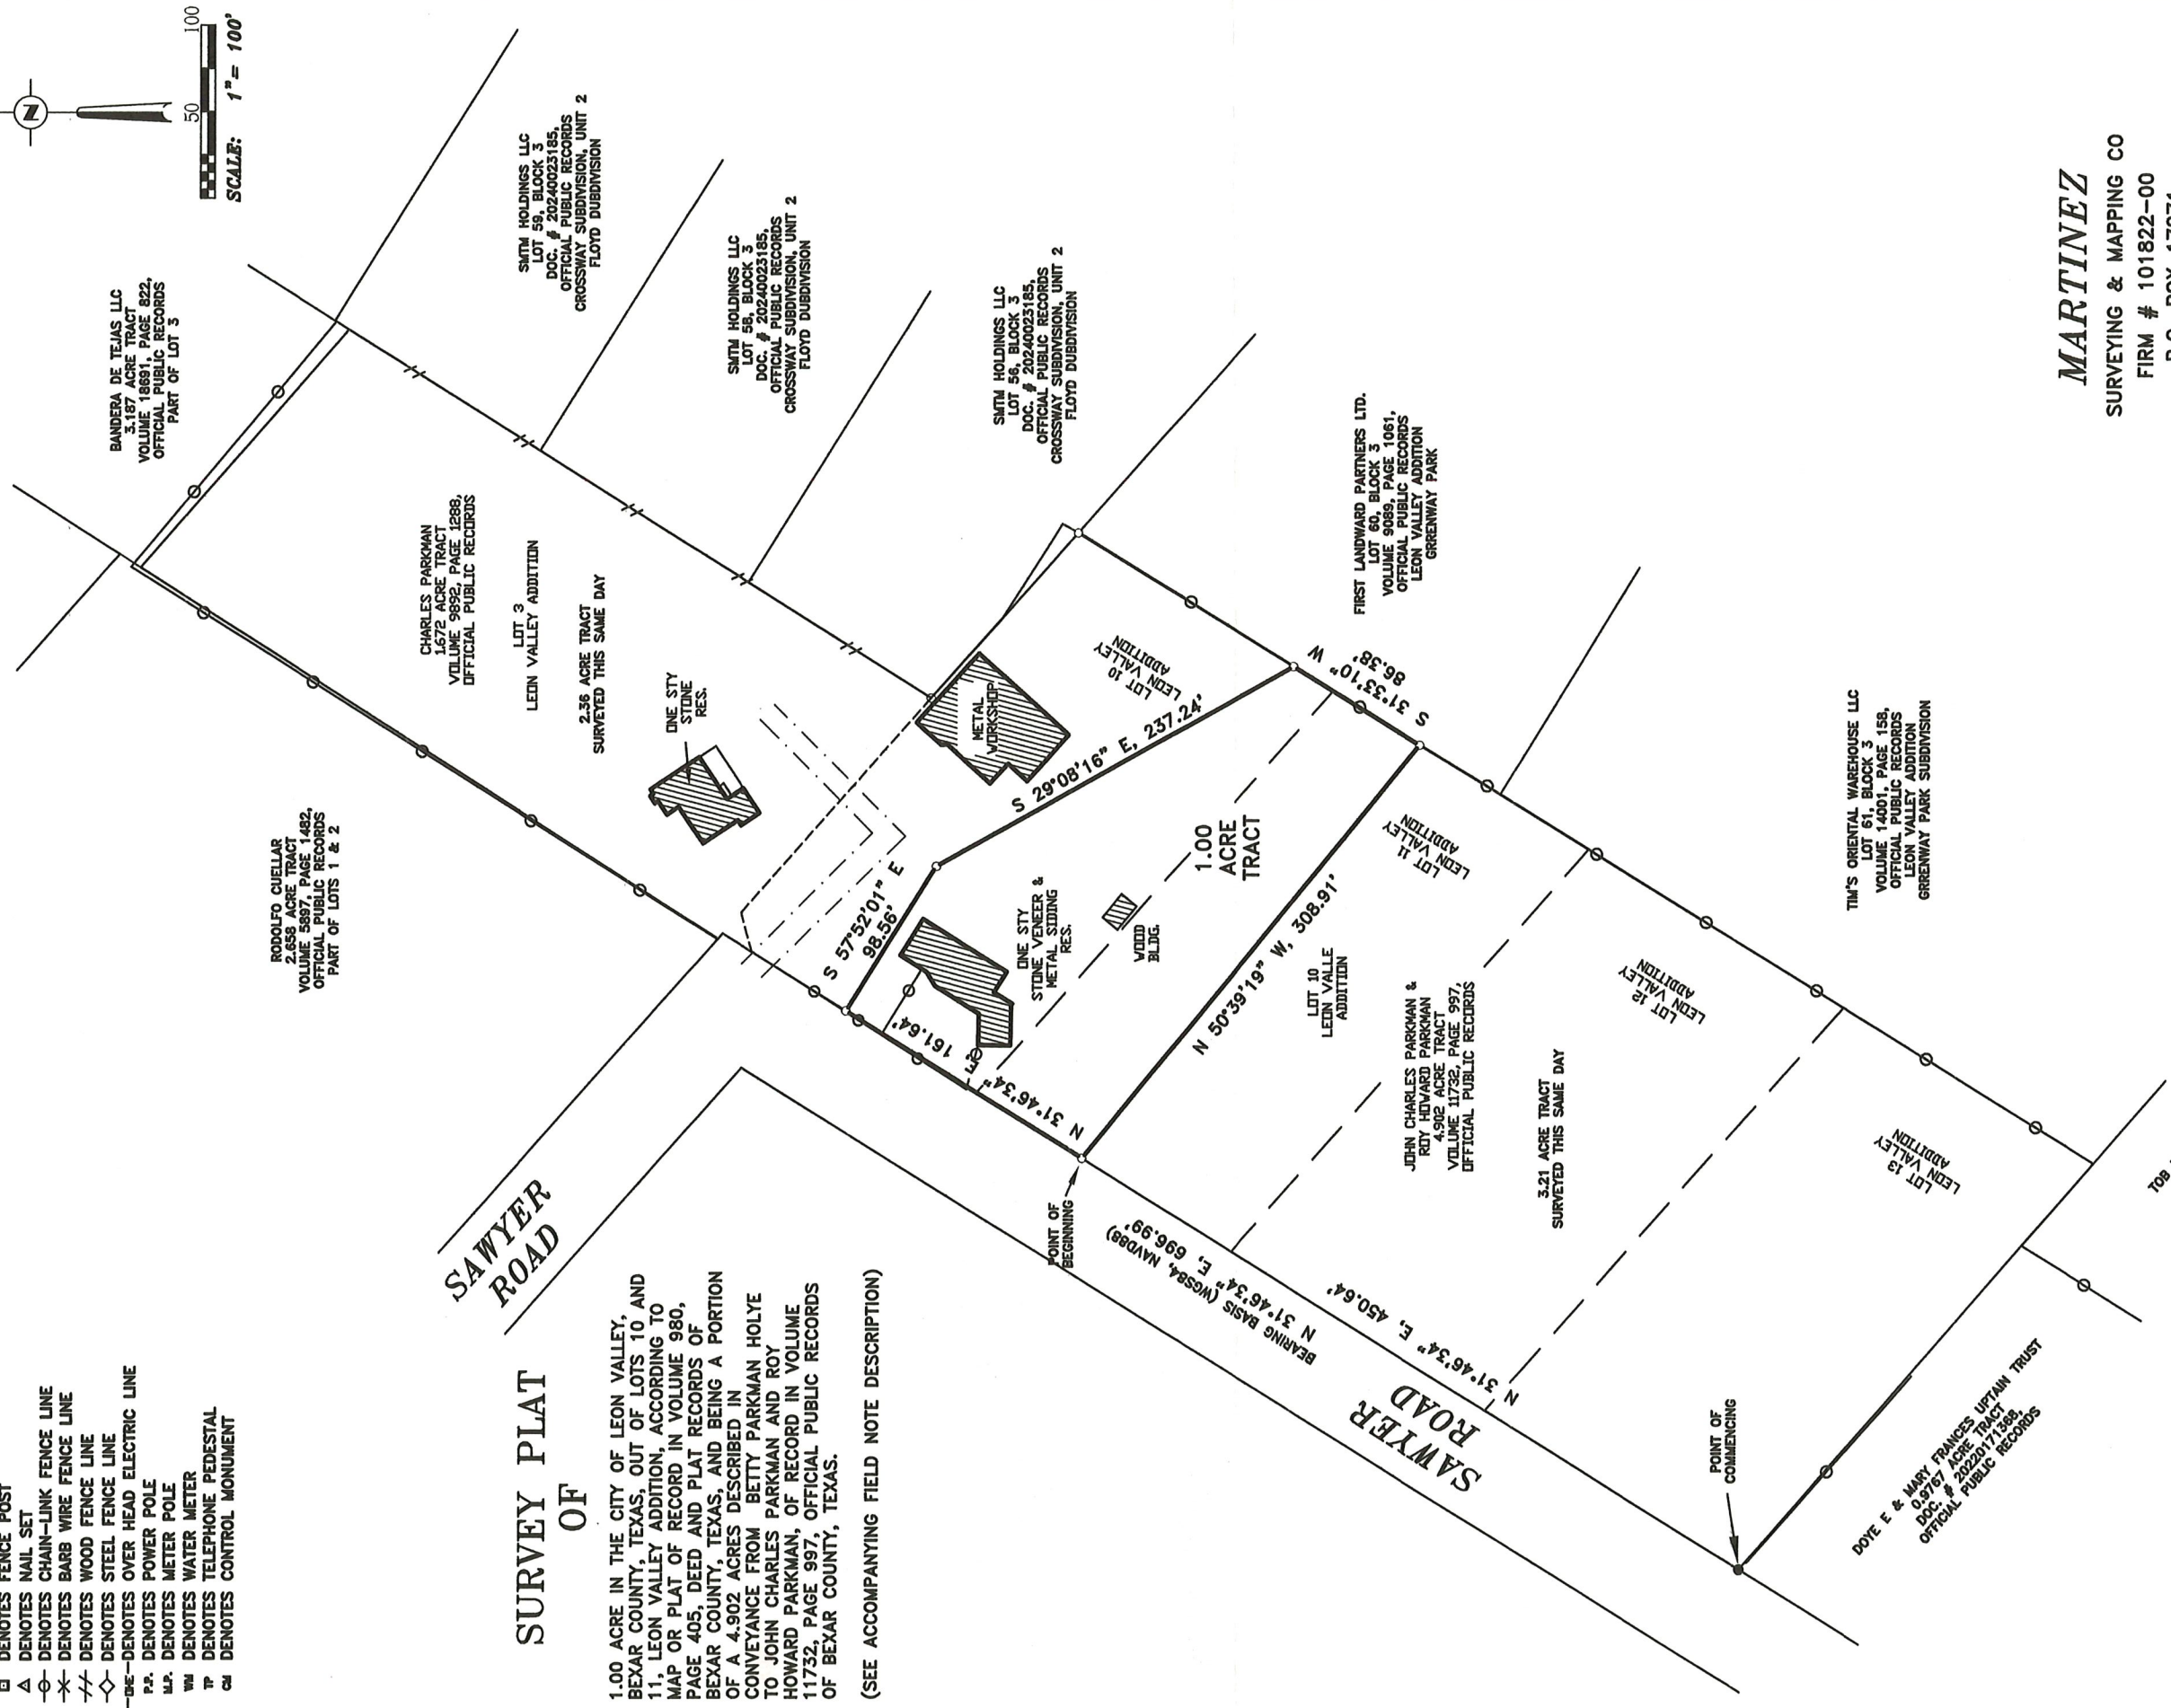 DENOTES FENCE POST
DENOTES NAIL SET
DENOTES CHAIN-LINK FENCE LINE
DENOTES BARB WIRE FENCE LINE
DENOTES WOOD FENCE LINE
DENOTES STEEL FENCE LINE
OHE DENOTES OVER HEAD ELECTRIC LINE
P.P. DENOTES POWER POLE
M.P. DENOTES METER POLE
WM DENOTES WATER METER
TP DENOTES TELEPHONE PEDESTAL
CM DENOTES CONTROL MONUMENT
N
50
100
SCALE: 1"= 100'
BANDERA DE TEJAS LLC
3.187 ACRE TRACT
VOLUME 18691, PAGE 822,
OFFICIAL PUBLIC RECORDS
PART OF LOT 3
RODOLFO CUELLAR
2.658 ACRE TRACT
VOLUME 5897, PAGE 1482,
OFFICIAL PUBLIC RECORDS
PART OF LOTS 1 & 2
CHARLES PARKMAN
1.672 ACRE TRACT
VOLUME 9892, PAGE 1288,
OFFICIAL PUBLIC RECORDS
LOT 3
LEON VALLEY ADDITION
2.36 ACRE TRACT
SURVEYED THIS SAME DAY
ONE STY
STONE
RES.
SMTM HOLDINGS LLC
LOT 59, BLOCK 3
DOC. # 20240023185,
OFFICIAL PUBLIC RECORDS
CROSSWAY SUBDIVISION, UNIT 2
FLOYD DUBDIVISION
SMTM HOLDINGS LLC
LOT 58, BLOCK 3
DOC. # 20240023185,
OFFICIAL PUBLIC RECORDS
CROSSWAY SUBDIVISION, UNIT 2
FLOYD DUBDIVISION
SMTM HOLDINGS LLC
LOT 56, BLOCK 3
DOC. # 20240023185,
OFFICIAL PUBLIC RECORDS
CROSSWAY SUBDIVISION, UNIT 2
FLOYD DUBDIVISION
SAWYER
ROAD
SURVEY PLAT
OF
1.00 ACRE IN THE CITY OF LEON VALLEY,
BEXAR COUNTY, TEXAS, OUT OF LOTS 10 AND
11, LEON VALLEY ADDITION, ACCORDING TO
MAP OR PLAT OF RECORD IN VOLUME 980,
PAGE 405, DEED AND PLAT RECORDS OF
BEXAR COUNTY, TEXAS, AND BEING A PORTION
OF A 4.902 ACRES DESCRIBED IN
CONVEYANCE FROM BETTY PARKMAN HOLYE
TO JOHN CHARLES PARKMAN AND ROY
HOWARD PARKMAN, OF RECORD IN VOLUME
11732, PAGE 997, OFFICIAL PUBLIC RECORDS
OF BEXAR COUNTY, TEXAS.
(SEE ACCOMPANYING FIELD NOTE DESCRIPTION)
METAL
WORKSHOP
LOT 10
LEON VALLEY
ADDITION
S 57°52'01" E
98.56'
S 29°08'16" E, 237.24'
S 31°33'10" W
86.38'
N 31°46'34" E,
161.64'
ONE STY
STONE VENEER &
METAL SIDING
RES.
WOOD
BLDG.
1.00
ACRE
TRACT
N 50°39'19" W, 308.91'
POINT OF
BEGINNING
FIRST LANDWARD PARTNERS LTD.
LOT 60, BLOCK 3
VOLUME 9089, PAGE 1061,
OFFICIAL PUBLIC RECORDS
LEON VALLEY ADDITION
GRRENWAY PARK
LOT 11
LEON VALLEY
ADDITION
LOT 10
LEON VALLE
ADDITION
JOHN CHARLES PARKMAN &
ROY HOWARD PARKMAN
4.902 ACRE TRACT
VOLUME 11732, PAGE 997,
OFFICIAL PUBLIC RECORDS
3.21 ACRE TRACT
SURVEYED THIS SAME DAY
LOT 12
LEON VALLEY
ADDITION
LOT 13
LEON VALLEY
ADDITION
BEARING BASIS (WGS84, NAVD88)
N 31°46'34" E, 696.99'
N 31°46'34" E, 450.64'
SAWYER
ROAD
POINT OF
COMMENCING
TIM'S ORIENTAL WAREHOUSE LLC
LOT 61, BLOCK 3
VOLUME 14001, PAGE 158,
OFFICIAL PUBLIC RECORDS
LEON VALLEY ADDITION
GRRENWAY PARK SUBDIVISION
DOYE E & MARY FRANCES UPTAIN TRUST
0.9767 ACRE TRACT
DOC. # 20220171368,
OFFICIAL PUBLIC RECORDS
TOB
MARTINEZ
SURVEYING & MAPPING CO
FIRM # 101822-00